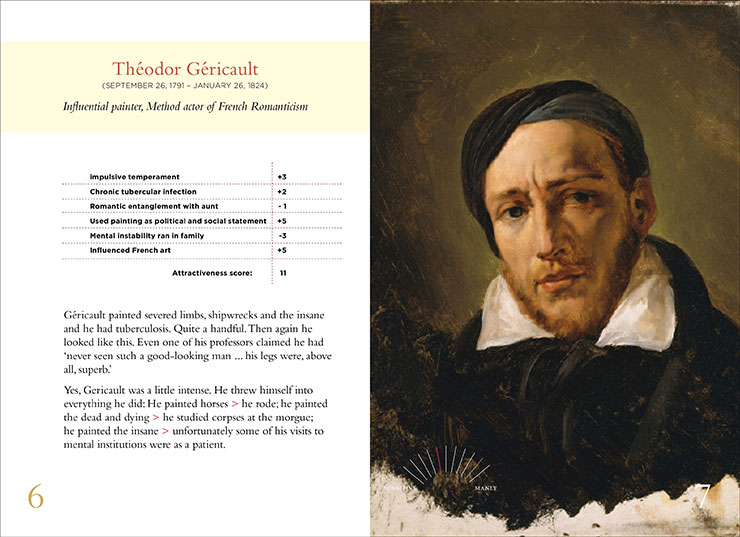 Théodor Géricault
(SEPTEMBER 26, 1791 – JANUARY 26, 1824)
Influential painter, Method actor of French Romanticism
impulsive temperament +3
Chronic tubercular infection +2
Romantic entanglement with aunt - 1
Used painting as political and social statement +5
Mental instability ran in family -3
Influenced French art +5
Attractiveness score: 11
Géricault painted severed limbs, shipwrecks and the insane
and he had tuberculosis. Quite a handful. Then again he
looked like this. Even one of his professors claimed he had
‘never seen such a good-looking man ... his legs were, above
all, superb.’
Yes, Gericault was a little intense. He threw himself into
everything he did: He painted horses > he rode; he painted
the dead and dying > he studied corpses at the morgue;
he painted the insane > unfortunately some of his visits to
mental institutions were as a patient.
6
MANLY
7